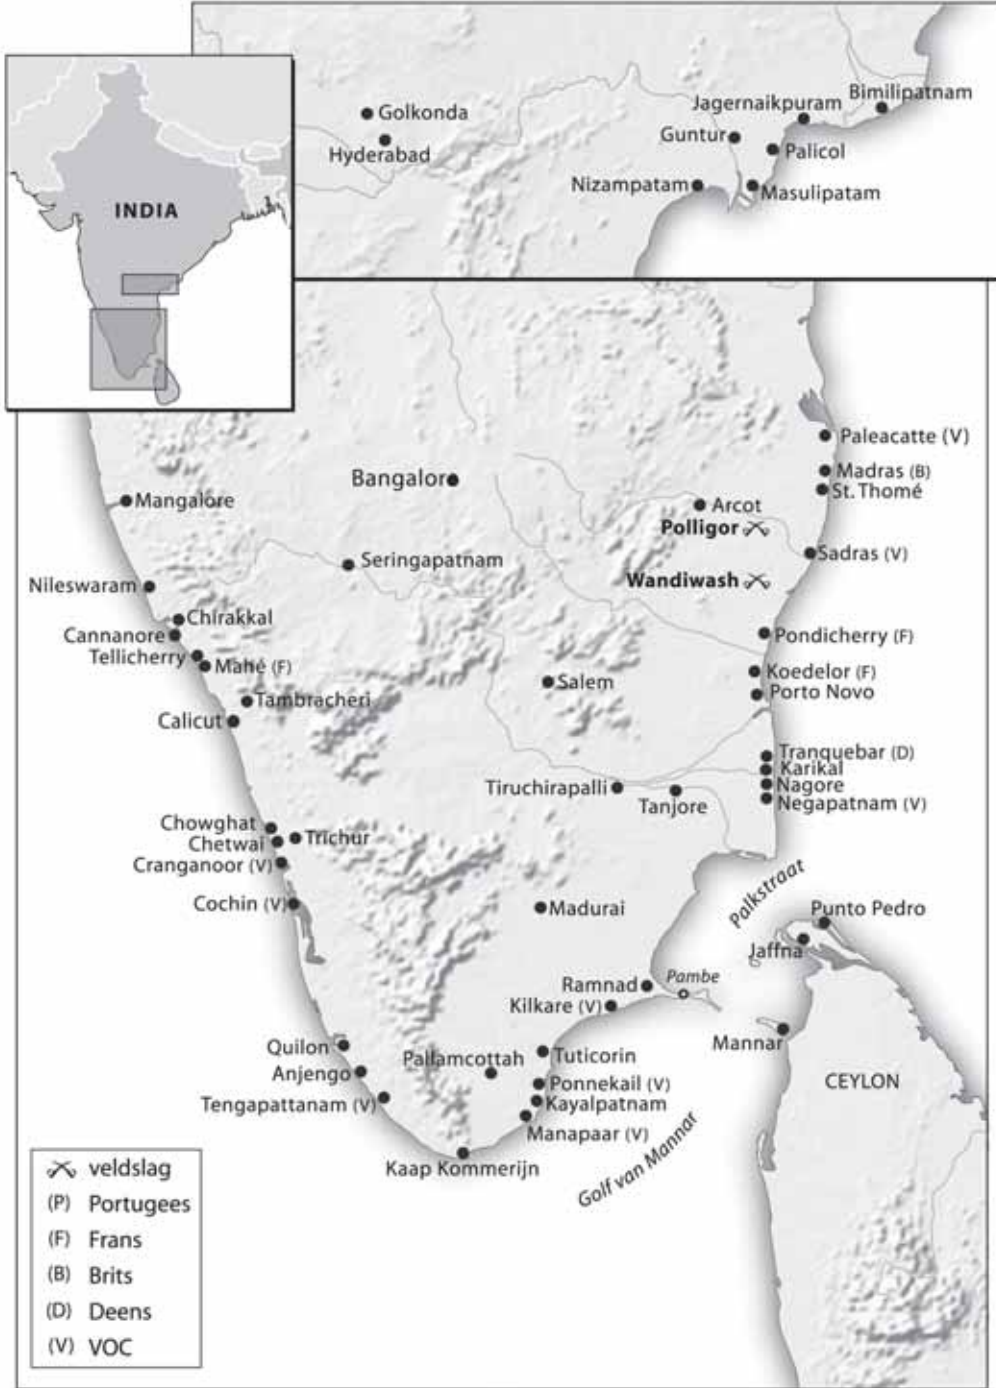 Bimilipatnam
Jagernaikpuram
Golkonda
Guntur
Hyderabad
Palicol
Nizampatam
Masulipatam
INDIA
Paleacatte (V)
Madras (B)
Bangalor
St. Thomé
Mangalore
Arcot
Polligor
Sadras (V)
Seringapatnam
Wandiwash
Nileswaram
Chirakkal
Cannanore
Pondicherry (F)
Tellicherry
Mahé (F)
Koedelor (F)
Salem
Porto Novo
Tambracheri
Calicut
Tranquebar (D)
Karikal
Tiruchirapalli
Nagore
Tanjore
Negapatnam (V)
Chowghat
Trichur
Chetwai
Cranganoor (V)
Palkstraat
Cochin (V)
Madurai
Punto Pedro
Jaffna
Pambe
Ramnad
Kilkare (V)
Mannar
Quilon
Pallamcottah
Tuticorin
Anjengo
CEYLON
Ponnekail (V)
Tengapattanam (V)
Kayalpatnam
Manapaar (V)
Golf van Mannar
Kaap Kommerijn
veldslag
(P) Portugees
(F) Frans
(B) Brits
(D) Deens
(V) VOC